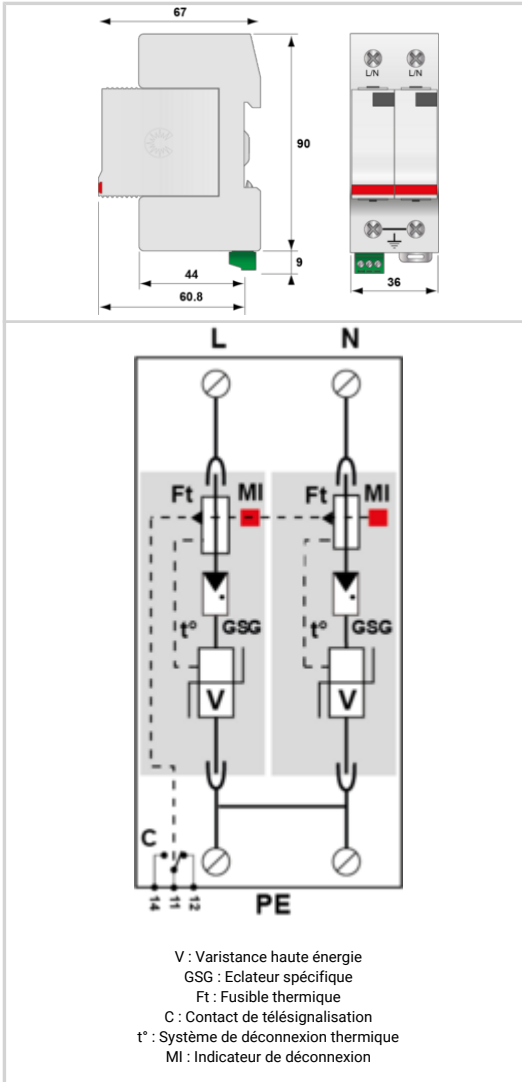 67
L/N L/N
90
9
44
60.8
36
L N
Ft MI Ft MI
t° GSG t° GSG
V V
C
14 11 12
PE
V : Varistance haute énergie
GSG : Eclateur spécifique
Ft : Fusible thermique
C : Contact de télésignalisation
t° : Système de déconnexion thermique
MI : Indicateur de déconnexion